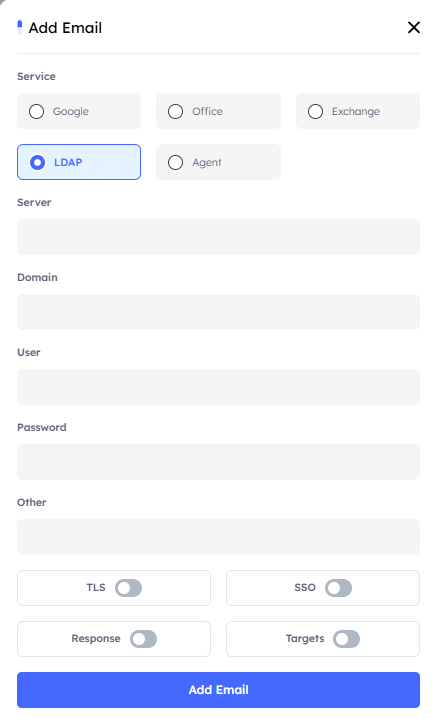 Add Email
Service
Google Office Exchange
LDAP Agent
Server
Domain
User
Password
Other
TLS SSO
Response Targets
Add Email